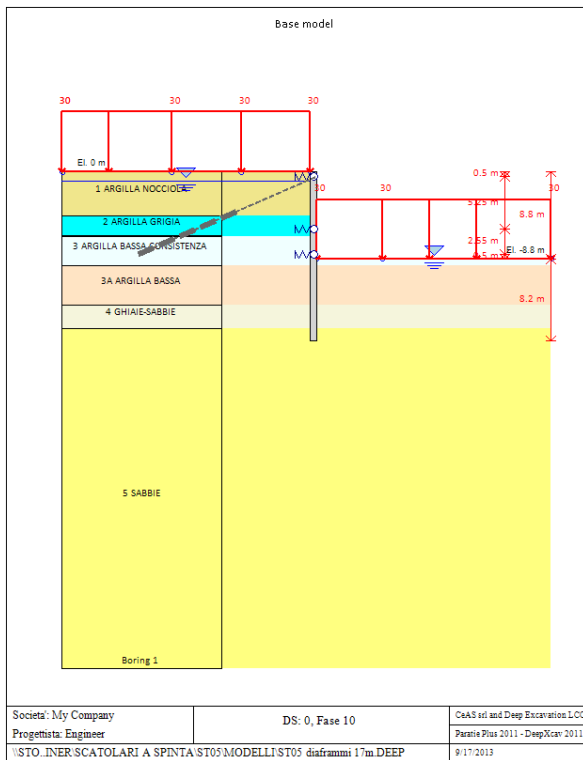 Base model
30 30 30 30
El. 0 m
0.5 m
1 ARGILLA NOCCIOLA
30 30 30
5.25 m
8.8 m
2 ARGILLA GRIGIA
3 ARGILLA BASSA CONSISTENZA
2.55 m
El. -8.8 m
.5 m
3A ARGILLA BASSA
8.2 m
4 GHIAIE-SABBIE
5 SABBIE
Boring 1
Societa': My Company
DS: 0, Fase 10
CeAS srl and Deep Excavation LCC
Progettista: Engineer
Paratie Plus 2011 - DeepXcav 2011
\\STO..INER\SCATOLARI A SPINTA\ST05\MODELLI\ST05 diaframmi 17m.DEEP
9/17/2013